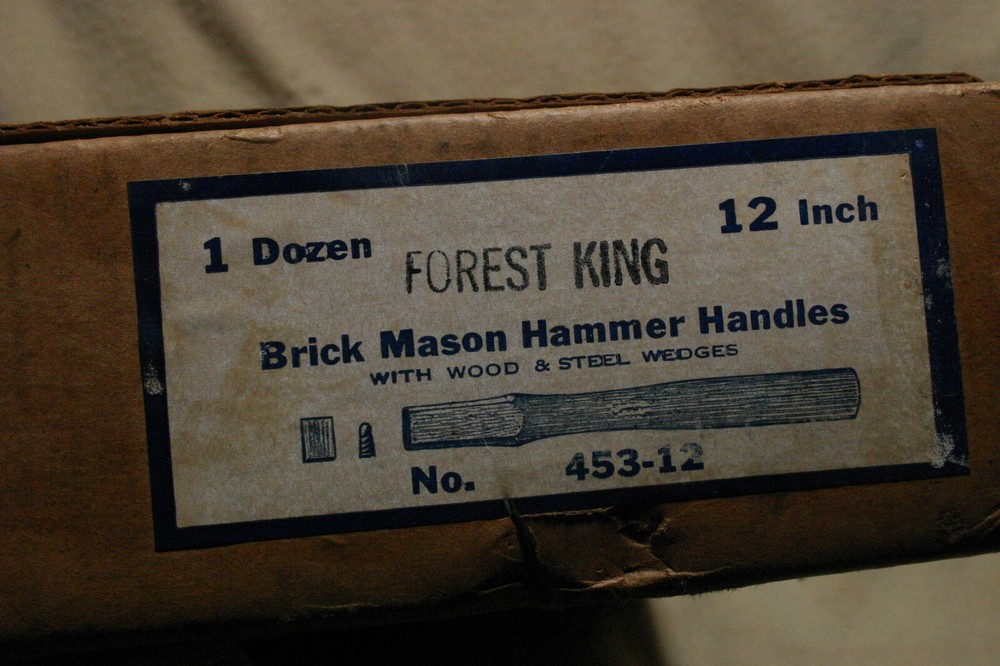 1 Dozen
12 Inch
FOREST KING
Brick Mason Hammer Handles
WITH WOOD & STEEL WEDGES
No. 453-12